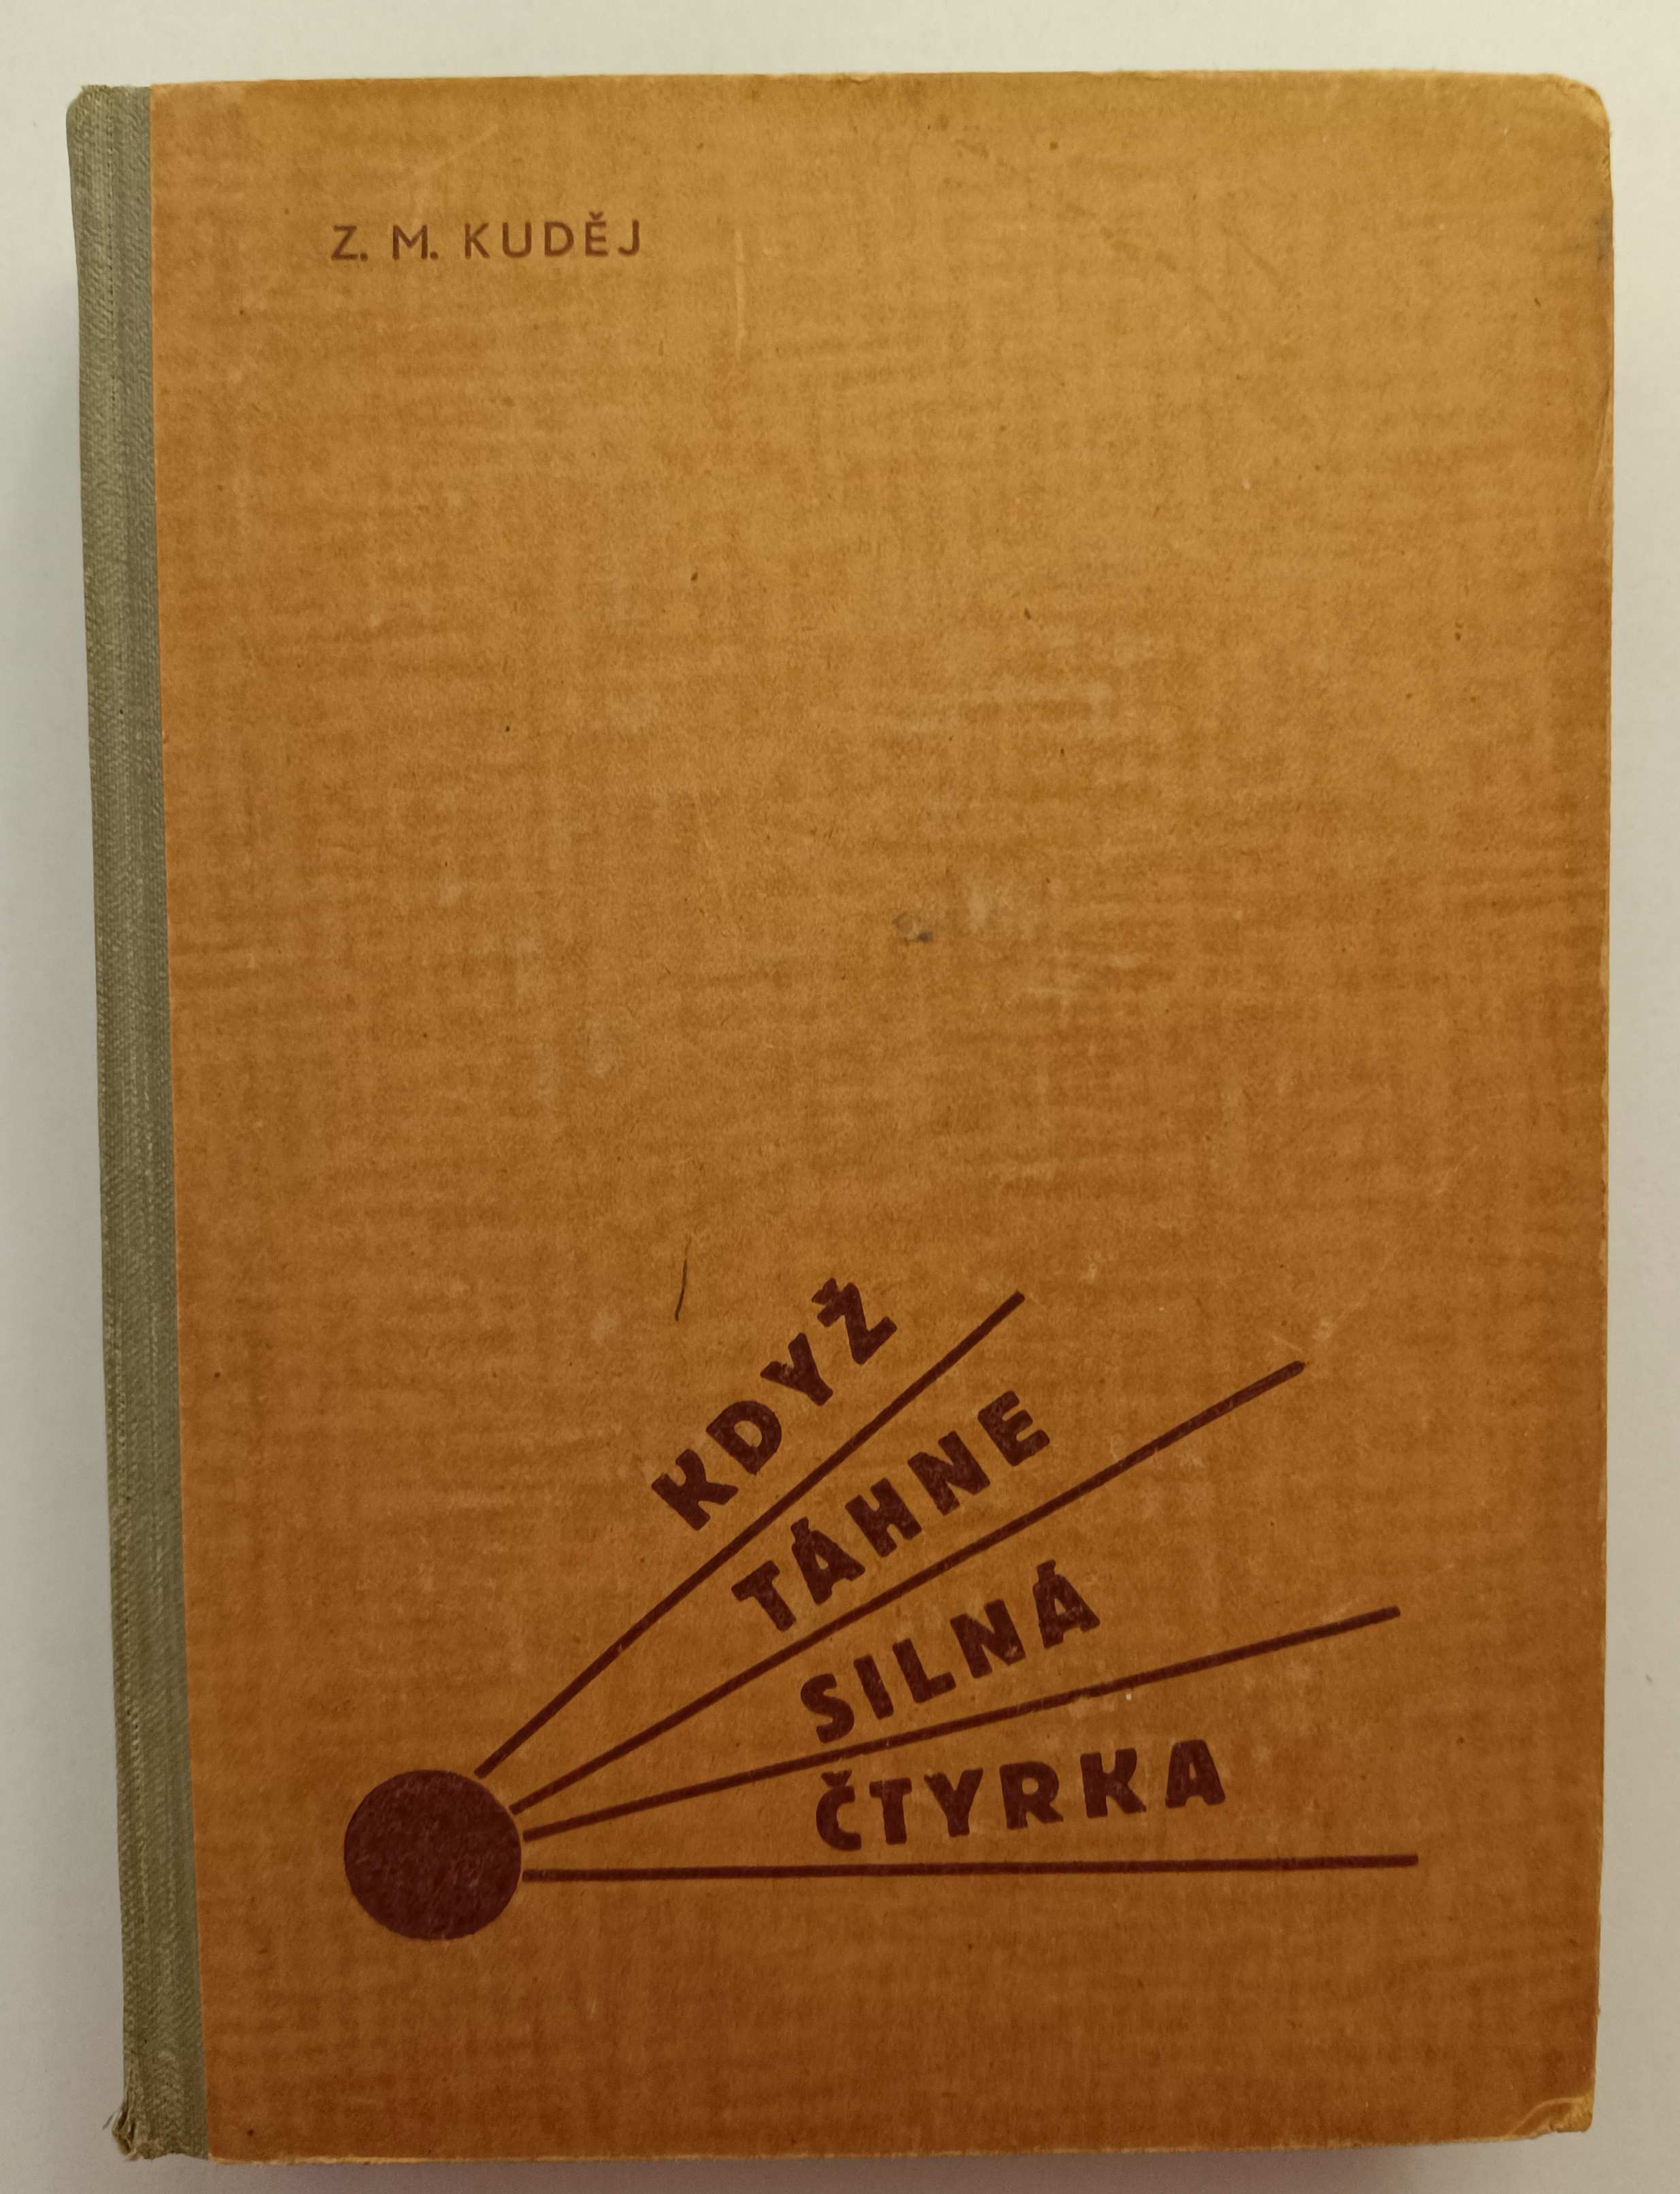 Z. M. KUDĚJ
KDYŽ
TÁHNE
SILNÁ
ČTYRKA